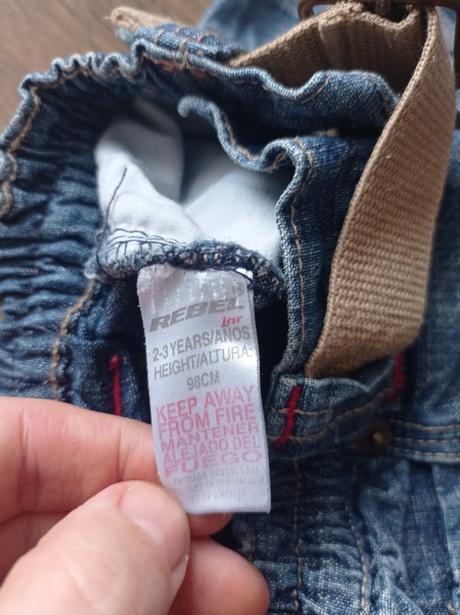 REBEL
jnr
2-3 YEARS/AÑOS
HEIGHT/ALTURA:
98CM
KEEP AWAY
FROM FIRE
MANTENER
ALEJADO DEL
FUEGO